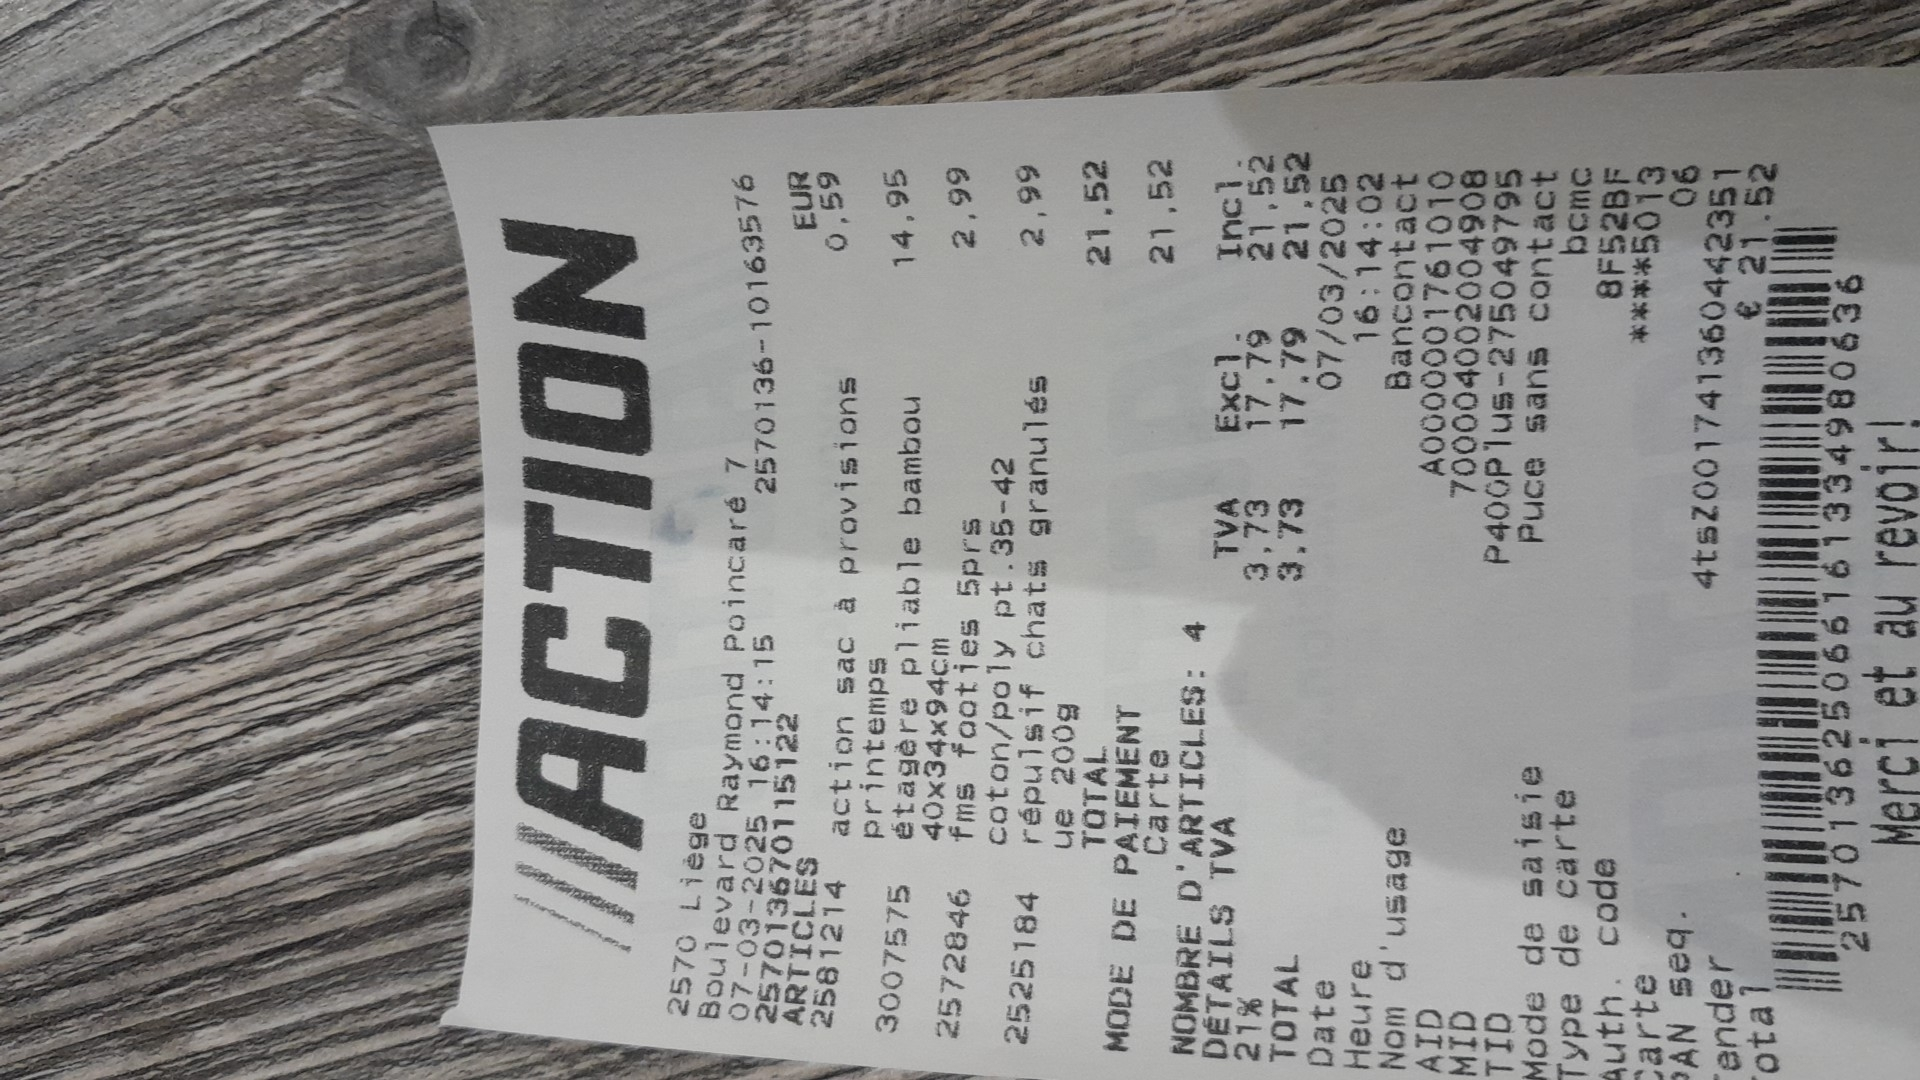 ///ACTION
2570 Liège
Boulevard Raymond Poincaré 7
07-03-2025 16:14:15 2570136-10163576
257013670115122
ARTICLES EUR
2581214 action sac à provisions 0,59
printemps
3007575 étagère pliable bambou 14,95
40x34x94cm
2572846 fms footies 5prs 2,99
coton/poly pt.35-42
2525184 répulsif chats granulés 2,99
ue 200g
TOTAL 21,52
MODE DE PAIEMENT
Carte 21,52
NOMBRE D'ARTICLES: 4
DÉTAILS TVA TVA Excl. Incl.
21% 3,73 17,79 21,52
TOTAL 3,73 17,79 21,52
Date 07/03/2025
Heure 16:14:02
Nom d'usage Bancontact
AID A0000001761010
MID 700004002004908
TID P400Plus-275049795
Mode de saisie Puce sans contact
Type de carte bcmc
Auth. code 8F52BF
Carte ****5013
PAN seq. 06
Tender 4tsZ001741360442351
Total € 21.52
257013625066161334980636
Merci et au revoir!